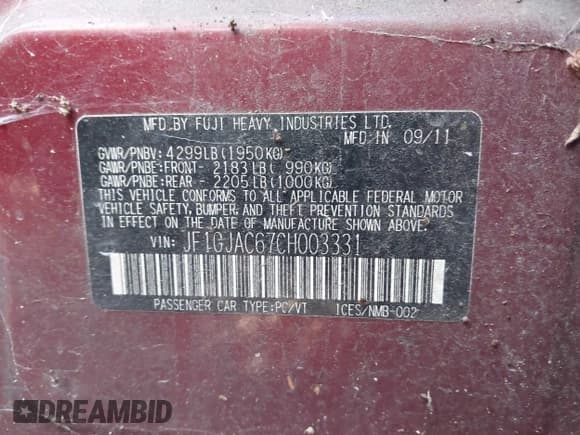 MFD.BY FUJI HEAVY INDUSTRIES LTD.
MFD.IN 09/11
GVWR/PNBV: 4299LB(1950KG)
GAWR/PNBE:FRONT- 2183LB( 990KG)
GAWR/PNBE:REAR - 2205LB(1000KG)
THIS VEHICLE CONFORMS TO ALL APPLICABLE FEDERAL MOTOR
VEHICLE SAFETY, BUMPER, AND THEFT PREVENTION STANDARDS
IN EFFECT ON THE DATE OF MANUFACTURE SHOWN ABOVE.
VIN: JF1GJAC67CH003331
PASSENGER CAR TYPE:PC/VT ICES/NMB-002
DREAMBID